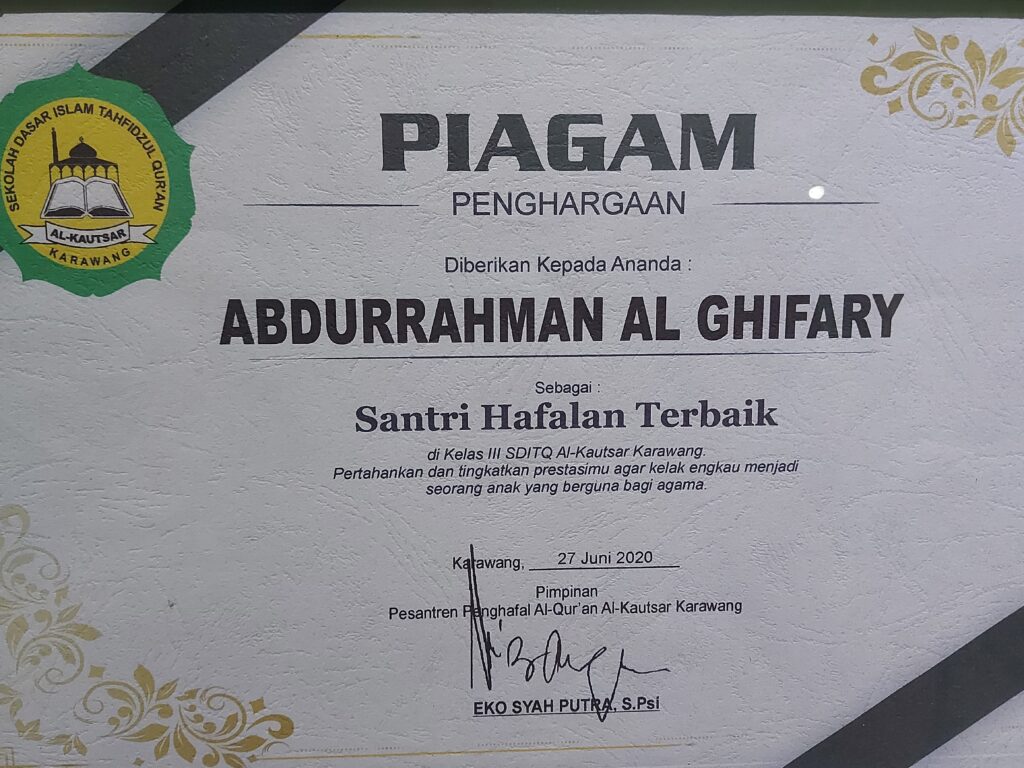 SEKOLAH DASAR ISLAM TAHFIDZUL QUR'AN
AL-KAUTSAR
KARAWANG
PIAGAM
PENGHARGAAN
Diberikan Kepada Ananda :
ABDURRAHMAN AL GHIFARY
Sebagai :
Santri Hafalan Terbaik
di Kelas III SDITQ Al-Kautsar Karawang.
Pertahankan dan tingkatkan prestasimu agar kelak engkau menjadi
seorang anak yang berguna bagi agama.
Karawang, 27 Juni 2020
Pimpinan
Pesantren Penghafal Al-Qur'an Al-Kautsar Karawang
EKO SYAH PUTRA, S.Psi